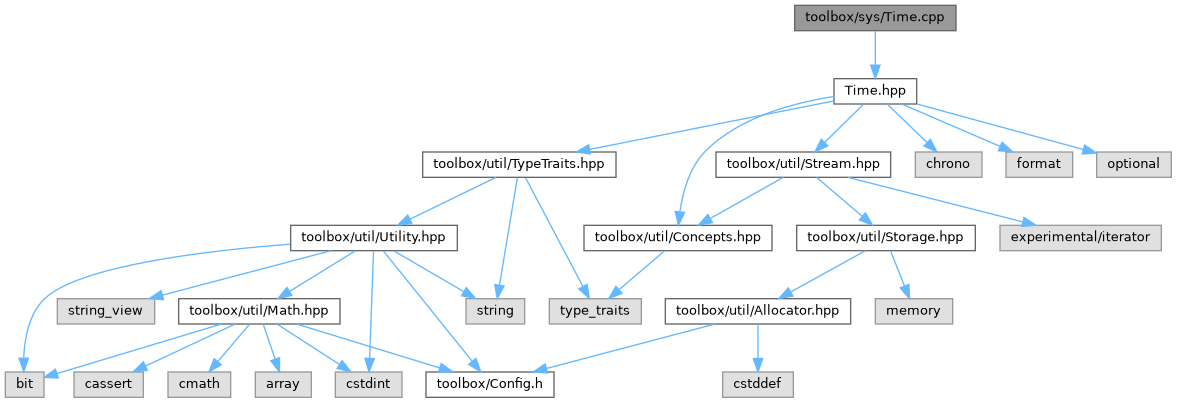 toolbox/sys/Time.cpp
Time.hpp
toolbox/util/TypeTraits.hpp
toolbox/util/Stream.hpp
chrono
format
optional
toolbox/util/Utility.hpp
toolbox/util/Concepts.hpp
toolbox/util/Storage.hpp
experimental/iterator
string_view
toolbox/util/Math.hpp
string
type_traits
toolbox/util/Allocator.hpp
memory
bit
cassert
cmath
array
cstdint
toolbox/Config.h
cstddef